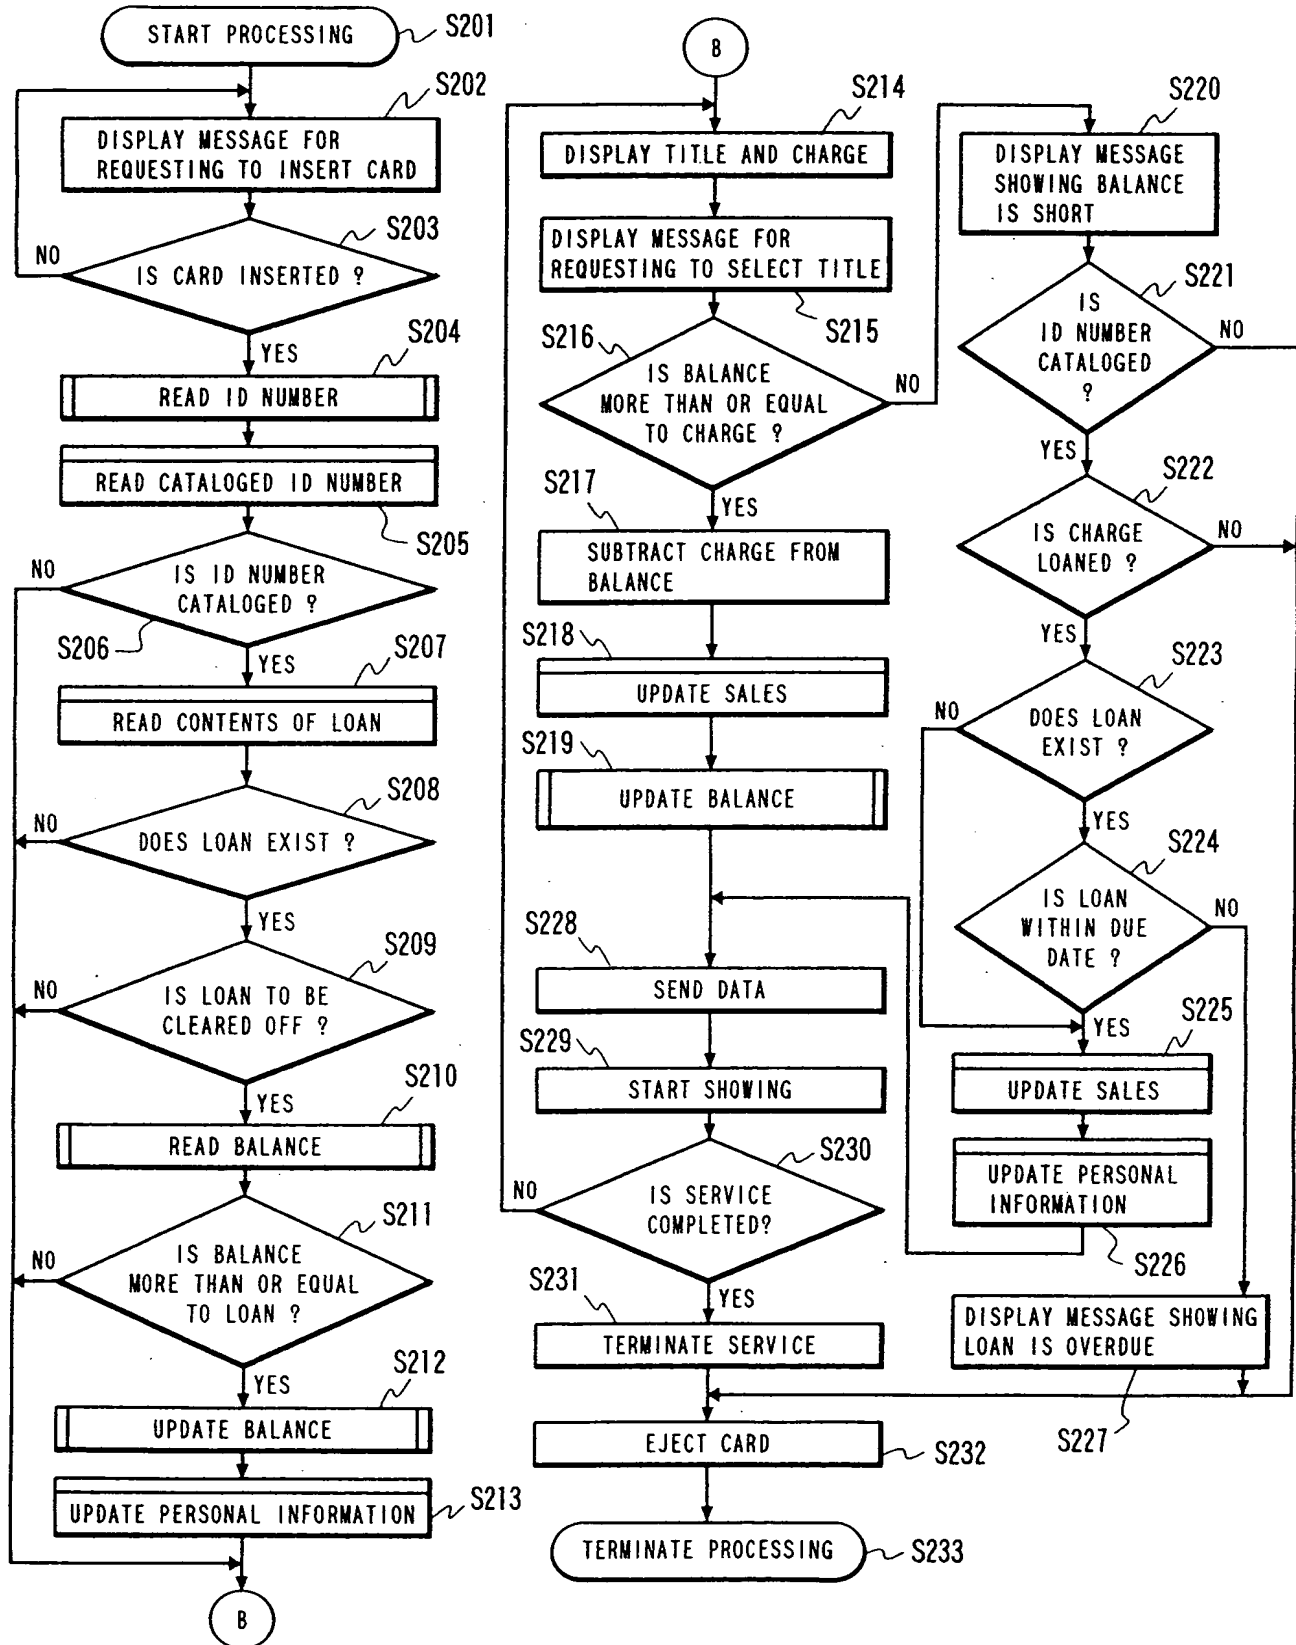 START PROCESSING
S201
S202
DISPLAY MESSAGE FOR
REQUESTING TO INSERT CARD
S203
NO
IS CARD INSERTED ?
YES
S204
READ ID NUMBER
READ CATALOGED ID NUMBER
S205
NO
IS ID NUMBER
CATALOGED ?
S206
YES
S207
READ CONTENTS OF LOAN
S208
NO
DOES LOAN EXIST ?
YES
S209
NO
IS LOAN TO BE
CLEARED OFF ?
YES
S210
READ BALANCE
S211
NO
IS BALANCE
MORE THAN OR EQUAL
TO LOAN ?
YES
S212
UPDATE BALANCE
UPDATE PERSONAL INFORMATION
S213
B
B
S214
DISPLAY TITLE AND CHARGE
DISPLAY MESSAGE FOR
REQUESTING TO SELECT TITLE
S215
S216
IS BALANCE
MORE THAN OR EQUAL
TO CHARGE ?
NO
YES
S217
SUBTRACT CHARGE FROM
BALANCE
S218
UPDATE SALES
S219
UPDATE BALANCE
S228
SEND DATA
S229
START SHOWING
S230
NO
IS SERVICE
COMPLETED?
YES
S231
TERMINATE SERVICE
EJECT CARD
S232
TERMINATE PROCESSING
S233
S220
DISPLAY MESSAGE
SHOWING BALANCE
IS SHORT
S221
IS
ID NUMBER
CATALOGED
?
NO
YES
S222
IS CHARGE
LOANED ?
NO
YES
S223
NO
DOES LOAN
EXIST ?
YES
S224
IS LOAN
WITHIN DUE
DATE ?
NO
YES
S225
UPDATE SALES
UPDATE PERSONAL
INFORMATION
S226
DISPLAY MESSAGE SHOWING
LOAN IS OVERDUE
S227